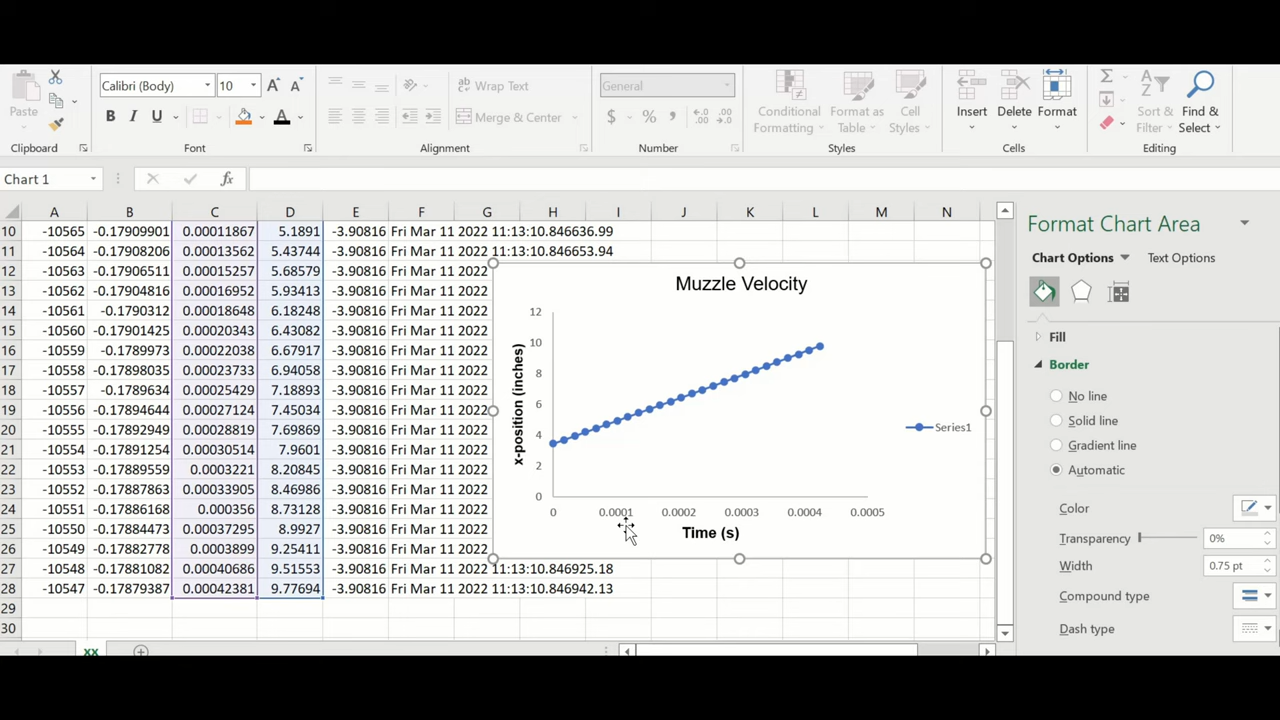 Calibri (Body) 10 A A Wrap Text General Σ
Paste B I U A Merge & Center $ % , Conditional Formatting Format as Table Cell Styles Insert Delete Format Sort & Filter Find & Select
Clipboard Font Alignment Number Styles Cells Editing
Chart 1 fx
A B C D E F G H I J K L M N
10 -10565 -0.17909901 0.00011867 5.1891 -3.90816 Fri Mar 11 2022 11:13:10.846636.99
11 -10564 -0.17908206 0.00013562 5.43744 -3.90816 Fri Mar 11 2022 11:13:10.846653.94
12 -10563 -0.17906511 0.00015257 5.68579 -3.90816 Fri Mar 11 2022
13 -10562 -0.17904816 0.00016952 5.93413 -3.90816 Fri Mar 11 2022
14 -10561 -0.1790312 0.00018648 6.18248 -3.90816 Fri Mar 11 2022
15 -10560 -0.17901425 0.00020343 6.43082 -3.90816 Fri Mar 11 2022
16 -10559 -0.1789973 0.00022038 6.67917 -3.90816 Fri Mar 11 2022
17 -10558 -0.17898035 0.00023733 6.94058 -3.90816 Fri Mar 11 2022
18 -10557 -0.1789634 0.00025429 7.18893 -3.90816 Fri Mar 11 2022
19 -10556 -0.17894644 0.00027124 7.45034 -3.90816 Fri Mar 11 2022
20 -10555 -0.17892949 0.00028819 7.69869 -3.90816 Fri Mar 11 2022
21 -10554 -0.17891254 0.00030514 7.9601 -3.90816 Fri Mar 11 2022
22 -10553 -0.17889559 0.0003221 8.20845 -3.90816 Fri Mar 11 2022
23 -10552 -0.17887863 0.00033905 8.46986 -3.90816 Fri Mar 11 2022
24 -10551 -0.17886168 0.000356 8.73128 -3.90816 Fri Mar 11 2022
25 -10550 -0.17884473 0.00037295 8.9927 -3.90816 Fri Mar 11 2022
26 -10549 -0.17882778 0.0003899 9.25411 -3.90816 Fri Mar 11 2022
27 -10548 -0.17881082 0.00040686 9.51553 -3.90816 Fri Mar 11 2022 11:13:10.846925.18
28 -10547 -0.17879387 0.00042381 9.77694 -3.90816 Fri Mar 11 2022 11:13:10.846942.13
29
30
xx
Muzzle Velocity
x-position (inches)
12
10
8
6
4
2
0
0 0.0001 0.0002 0.0003 0.0004 0.0005
Time (s)
Series1
Format Chart Area
Chart Options Text Options
Fill
Border
No line
Solid line
Gradient line
Automatic
Color
Transparency 0%
Width 0.75 pt
Compound type
Dash type